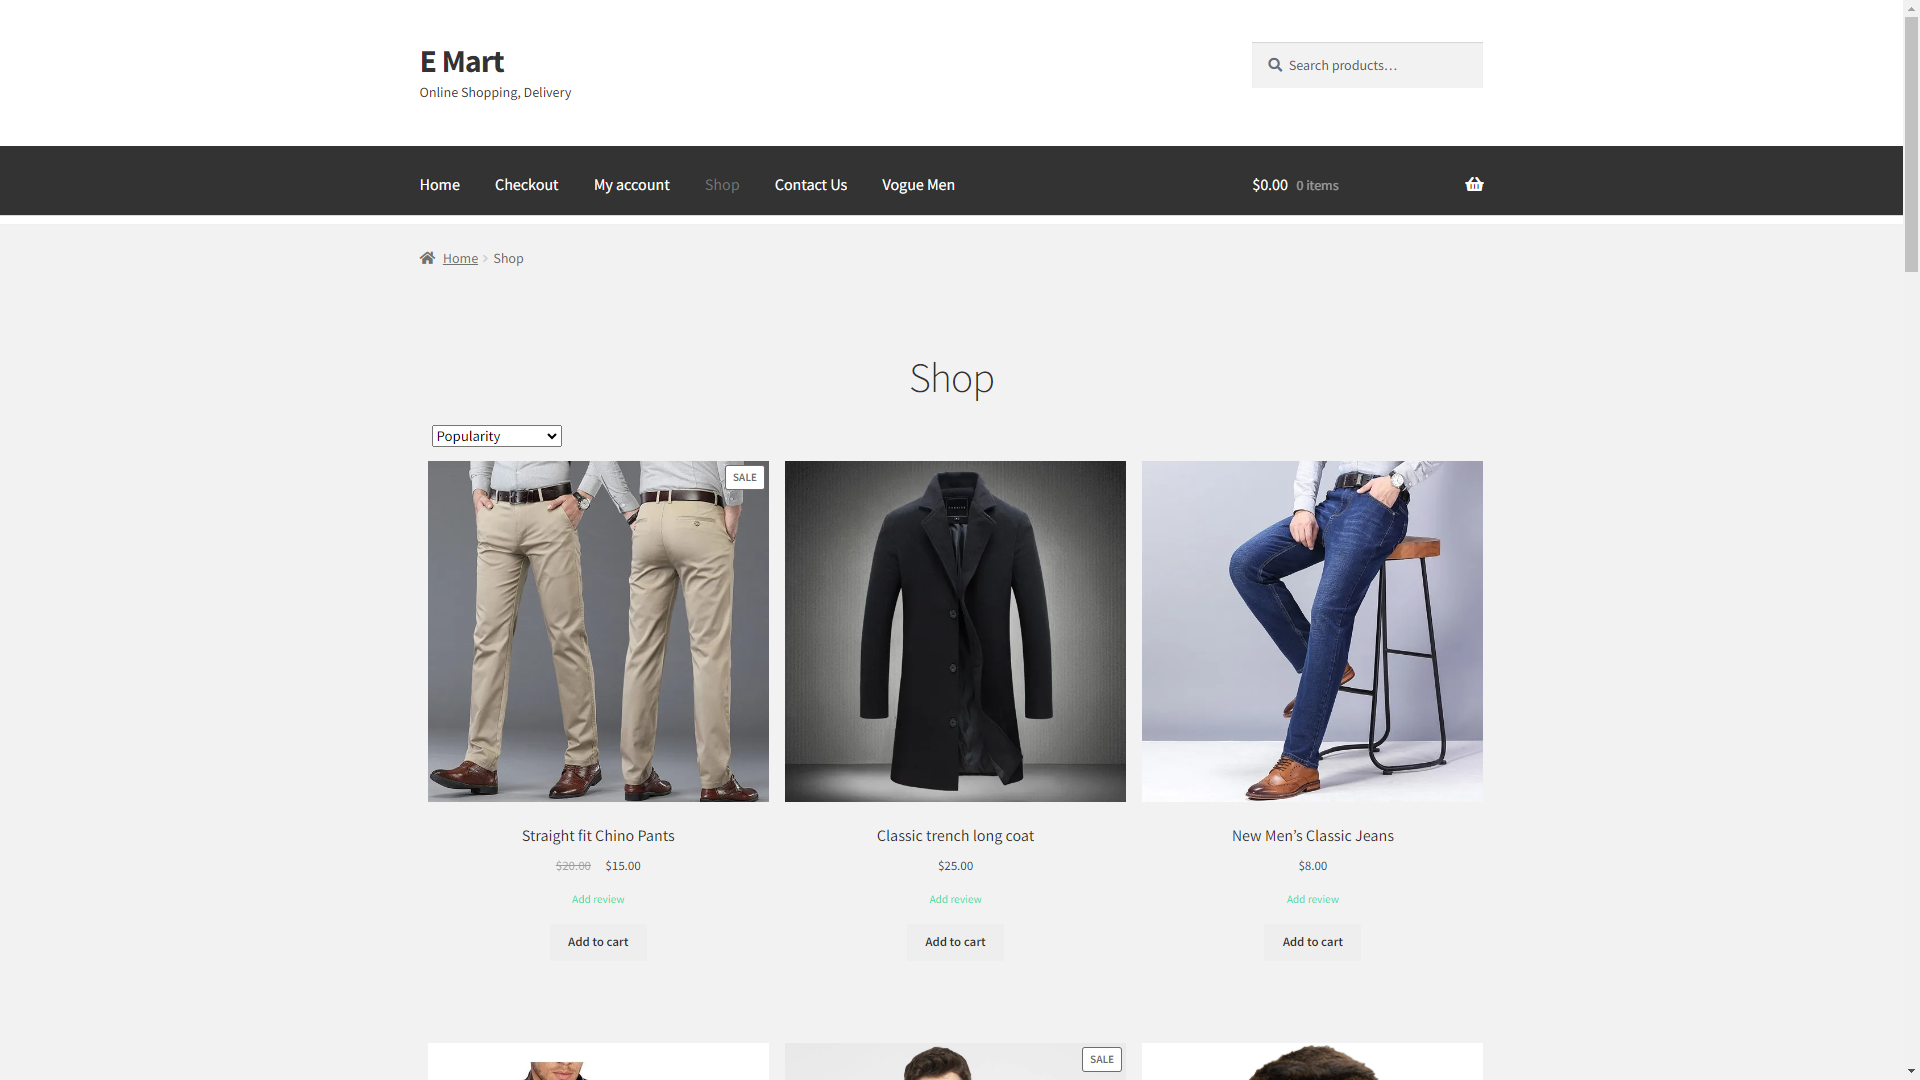 E Mart
Online Shopping, Delivery
Search products…
Home Checkout My account Shop Contact Us Vogue Men $0.00 0 items
Home Shop
Shop
Popularity
SALE
Straight fit Chino Pants Classic trench long coat New Men’s Classic Jeans
$20.00 $15.00 $25.00 $8.00
Add review Add review Add review
Add to cart Add to cart Add to cart
SALE